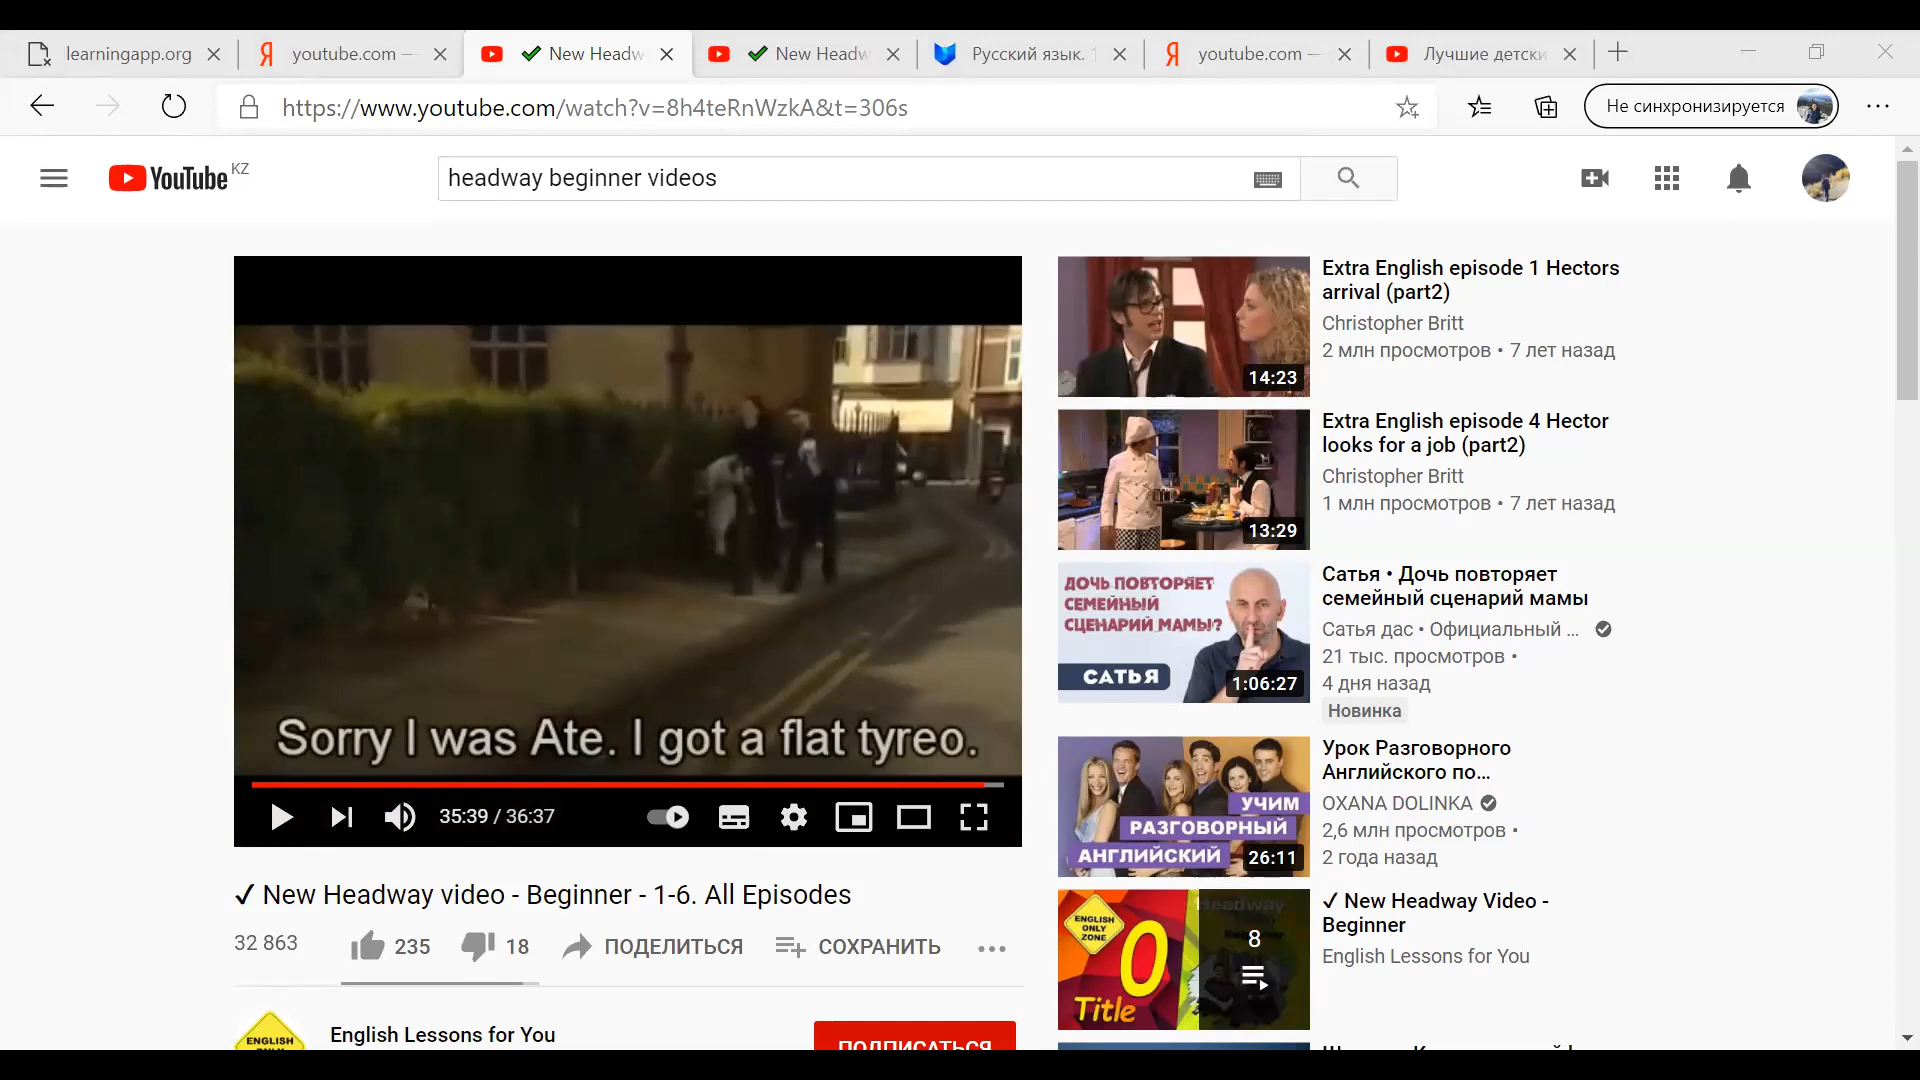 learningapp.org
youtube.com —
New Headw
New Headw
Русский язык. 1
youtube.com —
Лучшие детски
https://www.youtube.com/watch?v=8h4teRnWzkA&t=306s
Не синхронизируется
YouTube KZ
headway beginner videos
Sorry I was Ate. I got a flat tyreo.
35:39 / 36:37
✓ New Headway video - Beginner - 1-6. All Episodes
32 863
235
18
ПОДЕЛИТЬСЯ
СОХРАНИТЬ
ENGLISH
English Lessons for You
ПОДПИСАТЬСЯ
14:23
Extra English episode 1 Hectors
arrival (part2)
Christopher Britt
2 млн просмотров • 7 лет назад
13:29
Extra English episode 4 Hector
looks for a job (part2)
Christopher Britt
1 млн просмотров • 7 лет назад
ДОЧЬ ПОВТОРЯЕТ
СЕМЕЙНЫЙ
СЦЕНАРИЙ МАМЫ?
САТЬЯ
1:06:27
Сатья • Дочь повторяет
семейный сценарий мамы
Сатья дас • Официальный ...
21 тыс. просмотров •
4 дня назад
Новинка
УЧИМ
РАЗГОВОРНЫЙ
АНГЛИЙСКИЙ
26:11
Урок Разговорного
Английского по...
OXANA DOLINKA
2,6 млн просмотров •
2 года назад
ENGLISH
ONLY
ZONE
0
Title
Headway
Beginner
8
✓ New Headway Video -
Beginner
English Lessons for You